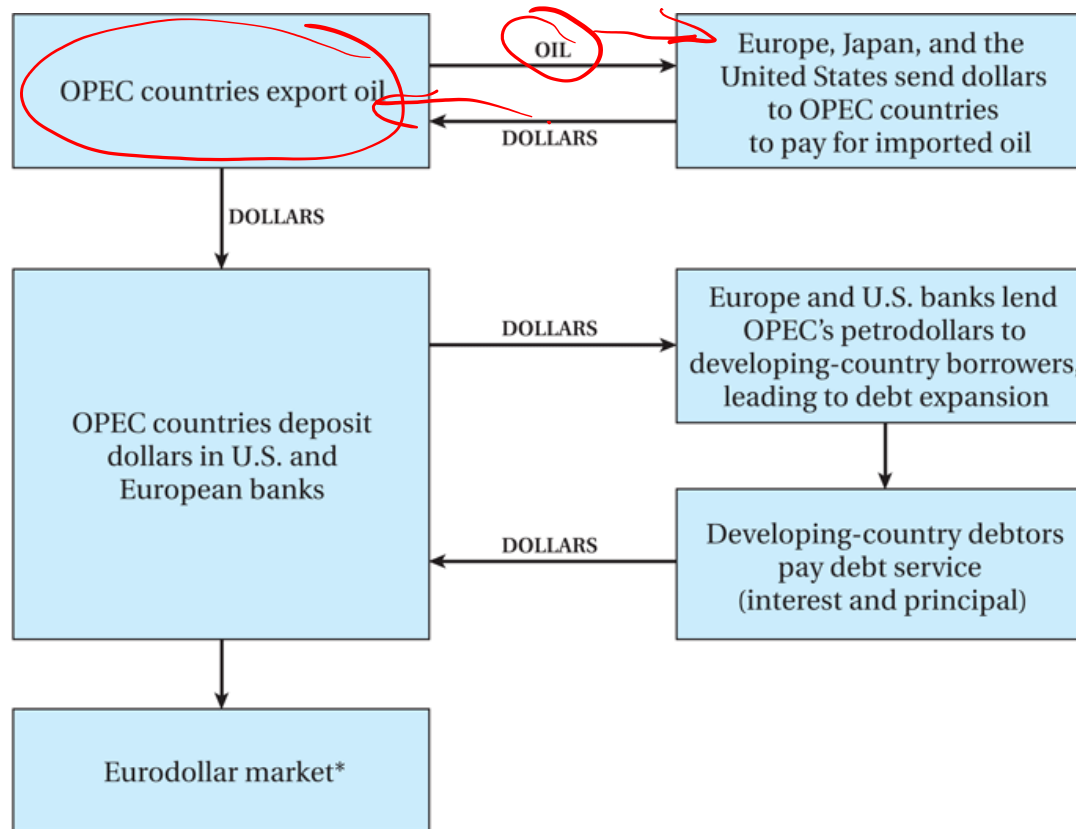 OPEC countries export oil
OIL
DOLLARS
Europe, Japan, and the
United States send dollars
to OPEC countries
to pay for imported oil
DOLLARS
OPEC countries deposit
dollars in U.S. and
European banks
DOLLARS
Europe and U.S. banks lend
OPEC's petrodollars to
developing-country borrowers,
leading to debt expansion
DOLLARS
Developing-country debtors
pay debt service
(interest and principal)
Eurodollar market*